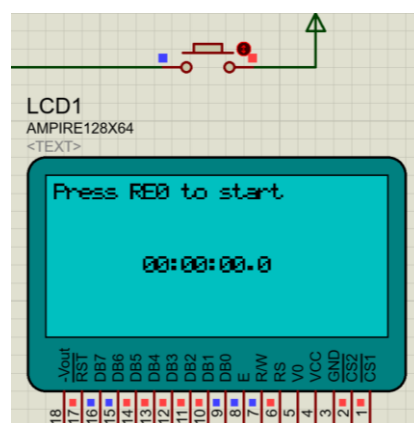 LCD1
AMPIRE128X64
<TEXT>
Press RE0 to start
00:00:00.0
-Vout
RST
DB7
DB6
DB5
DB4
DB3
DB2
DB1
DB0
E
R/W
RS
V0
VCC
GND
CS2
CS1
18
17
16
15
14
13
12
11
10
9
8
7
6
5
4
3
2
1